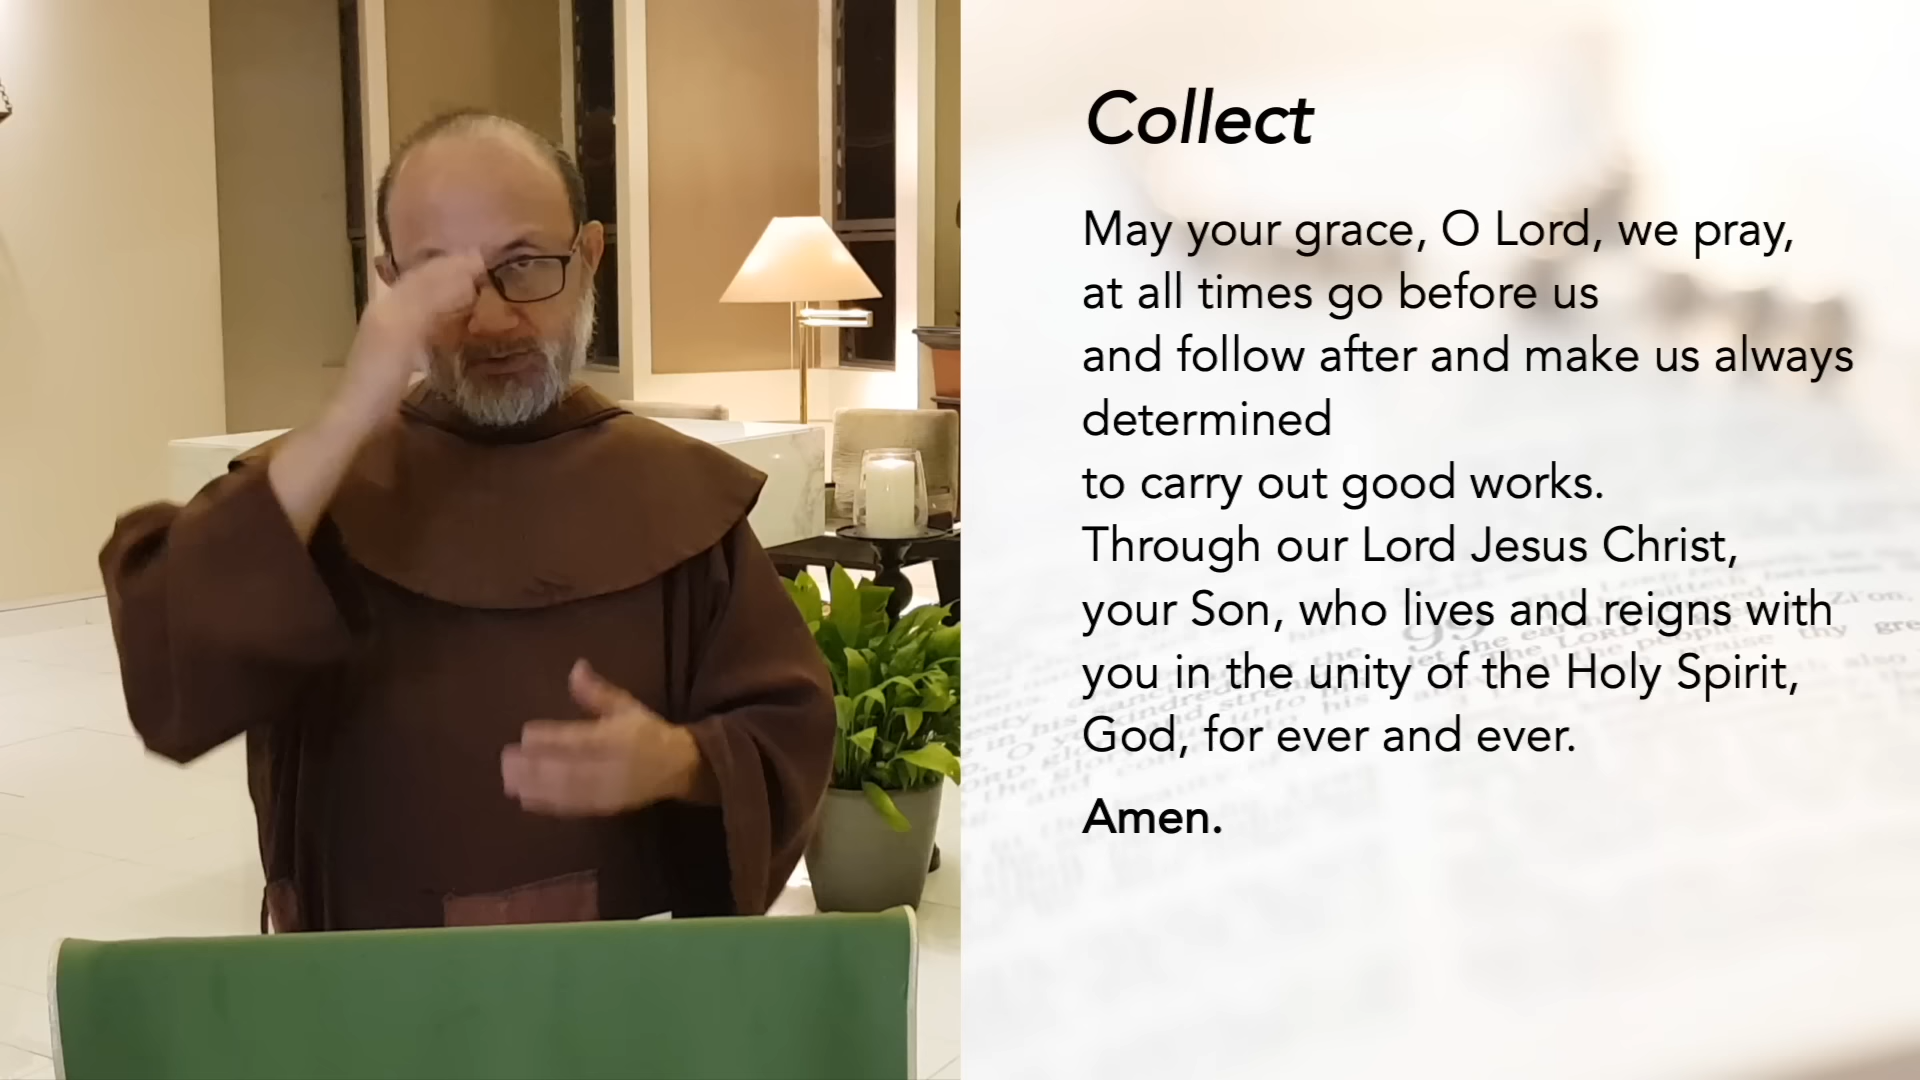 Collect
May your grace, O Lord, we pray,
at all times go before us
and follow after and make us always
determined
to carry out good works.
Through our Lord Jesus Christ,
your Son, who lives and reigns with
you in the unity of the Holy Spirit,
God, for ever and ever.
Amen.